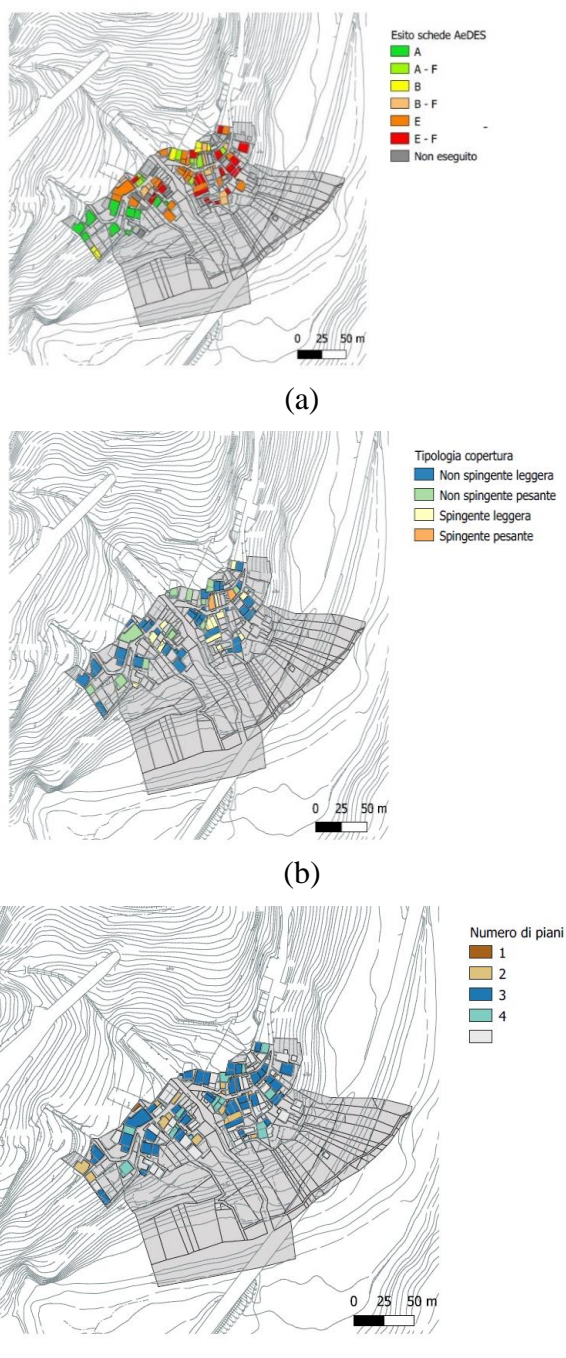 Esito schede AeDES
A
A - F
B
B - F
E
E - F
Non eseguito
0 25 50 m
(a)
Tipologia copertura
Non spingente leggera
Non spingente pesante
Spingente leggera
Spingente pesante
0 25 50 m
(b)
Numero di piani
1
2
3
4
0 25 50 m